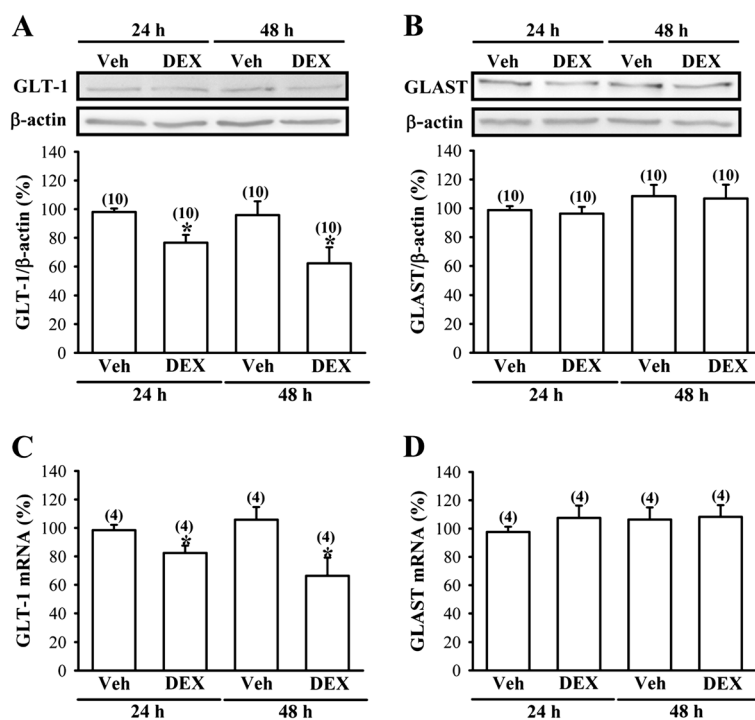 A
24 h 48 h
Veh DEX Veh DEX
GLT-1
β-actin
GLT-1/β-actin (%)
140
120
100
80
60
40
20
0
(10)
(10)
*
(10)
(10)
*
Veh DEX Veh DEX
24 h 48 h
B
24 h 48 h
Veh DEX Veh DEX
GLAST
β-actin
GLAST/β-actin (%)
140
120
100
80
60
40
20
0
(10) (10) (10) (10)
Veh DEX Veh DEX
24 h 48 h
C
GLT-1 mRNA (%)
140
120
100
80
60
40
20
0
(4)
(4)
*
(4)
(4)
*
Veh DEX Veh DEX
24 h 48 h
D
GLAST mRNA (%)
140
120
100
80
60
40
20
0
(4) (4) (4) (4)
Veh DEX Veh DEX
24 h 48 h